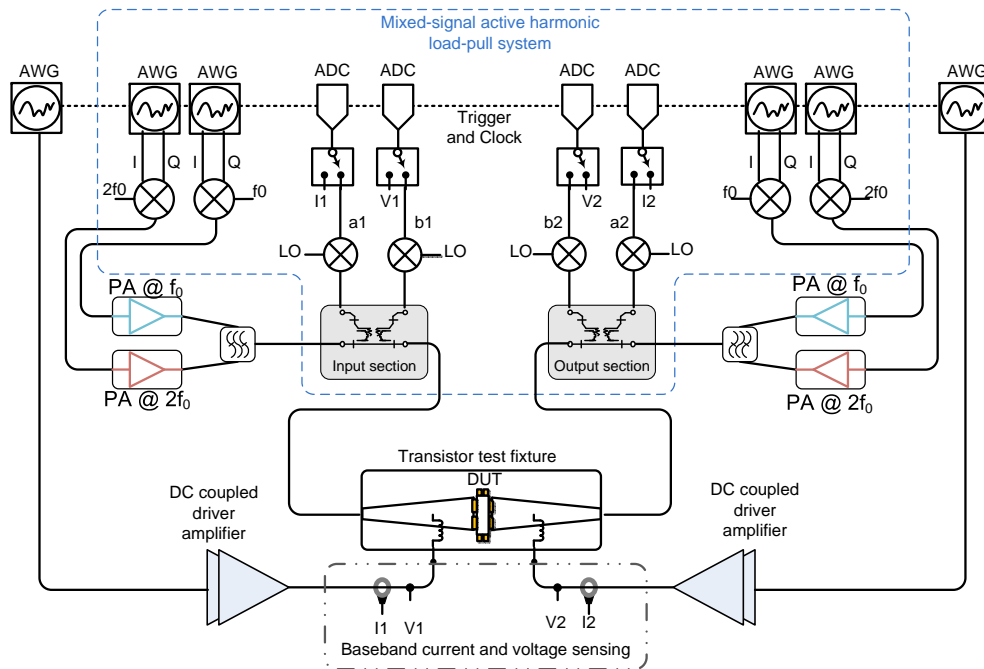 Mixed-signal active harmonic
load-pull system
AWG
AWG
AWG
ADC
ADC
ADC
ADC
AWG
AWG
AWG
Trigger
and Clock
I
Q
I
Q
I
Q
I
Q
2f0
f0
I1
V1
V2
I2
f0
2f0
a1
b1
b2
a2
LO
LO
LO
LO
PA @ f0
PA @ f0
Input section
Output section
PA @ 2f0
PA @ 2f0
Transistor test fixture
DUT
DC coupled
driver
amplifier
DC coupled
driver
amplifier
I1
V1
V2
I2
Baseband current and voltage sensing